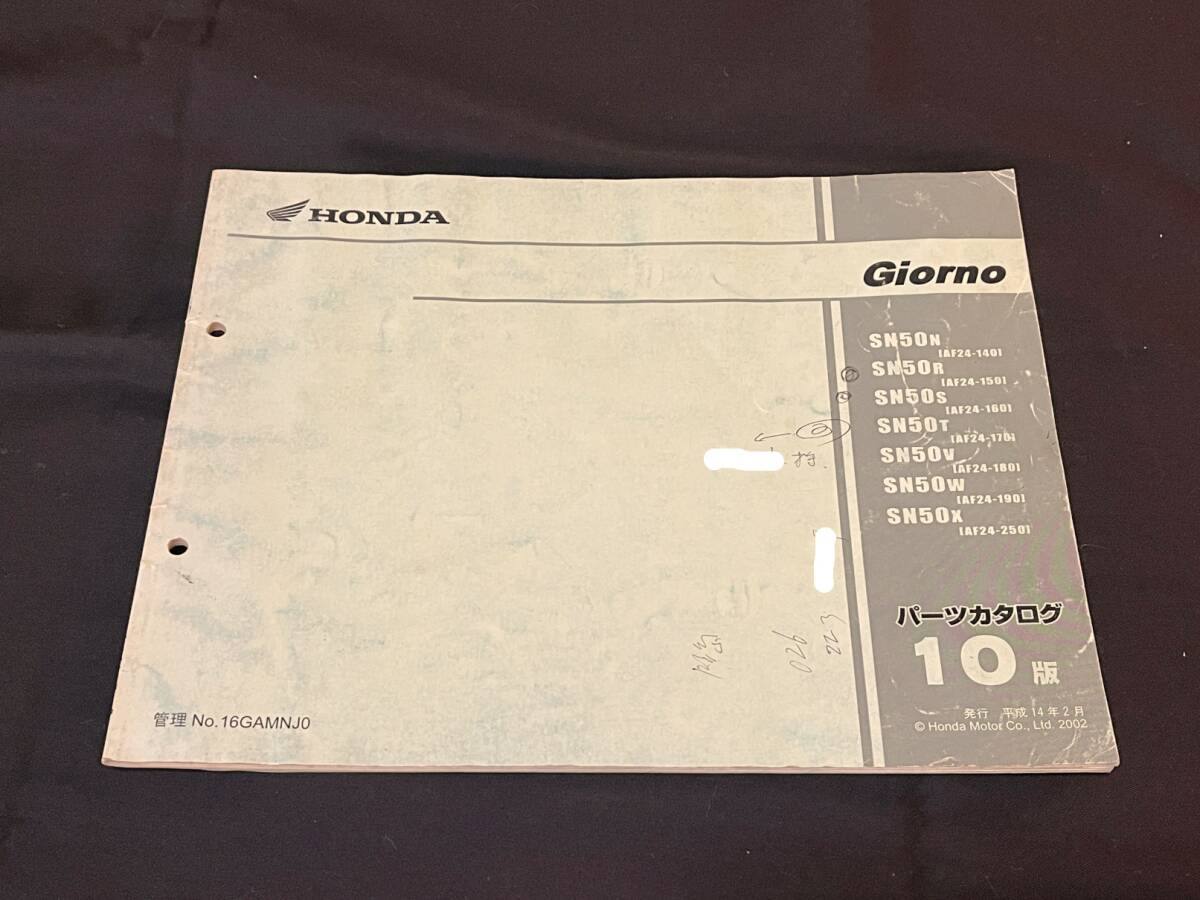 HONDA
Giorno
SN50N
[AF24-140]
SN50R
[AF24-150]
SN50S
[AF24-160]
SN50T
[AF24-170]
SN50V
[AF24-180]
SN50W
[AF24-190]
SN50X
[AF24-250]
026
223
パーツカタログ
10版
管理 No.16GAMNJ0
発行 平成14年2月
© Honda Motor Co., Ltd. 2002